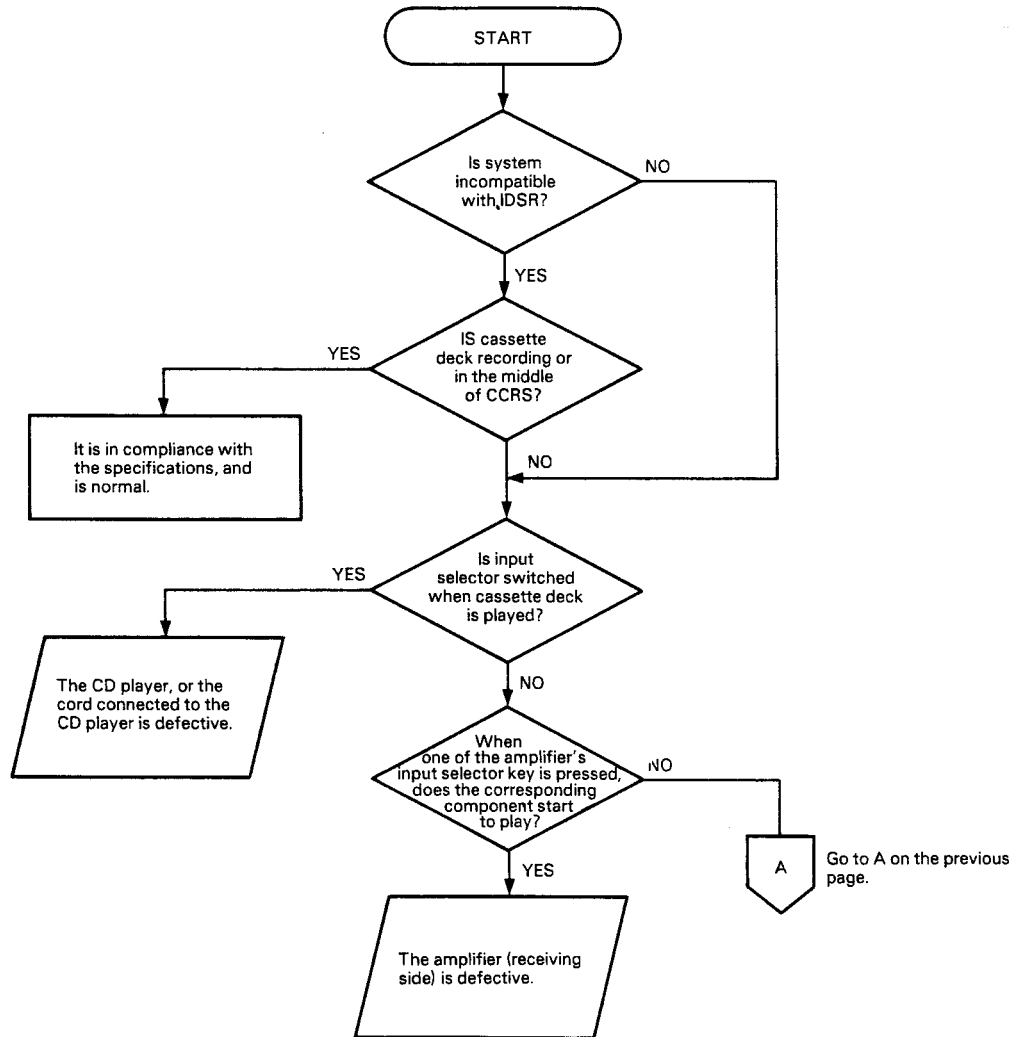 START
Is system
incompatible
with IDSR?
NO
YES
IS cassette
deck recording or
in the middle
of CCRS?
YES
NO
It is in compliance with
the specifications, and
is normal.
Is input
selector switched
when cassette deck
is played?
YES
NO
The CD player, or the
cord connected to the
CD player is defective.
When
one of the amplifier's
input selector key is pressed,
does the corresponding
component start
to play?
NO
YES
A
Go to A on the previous
page.
The amplifier (receiving
side) is defective.